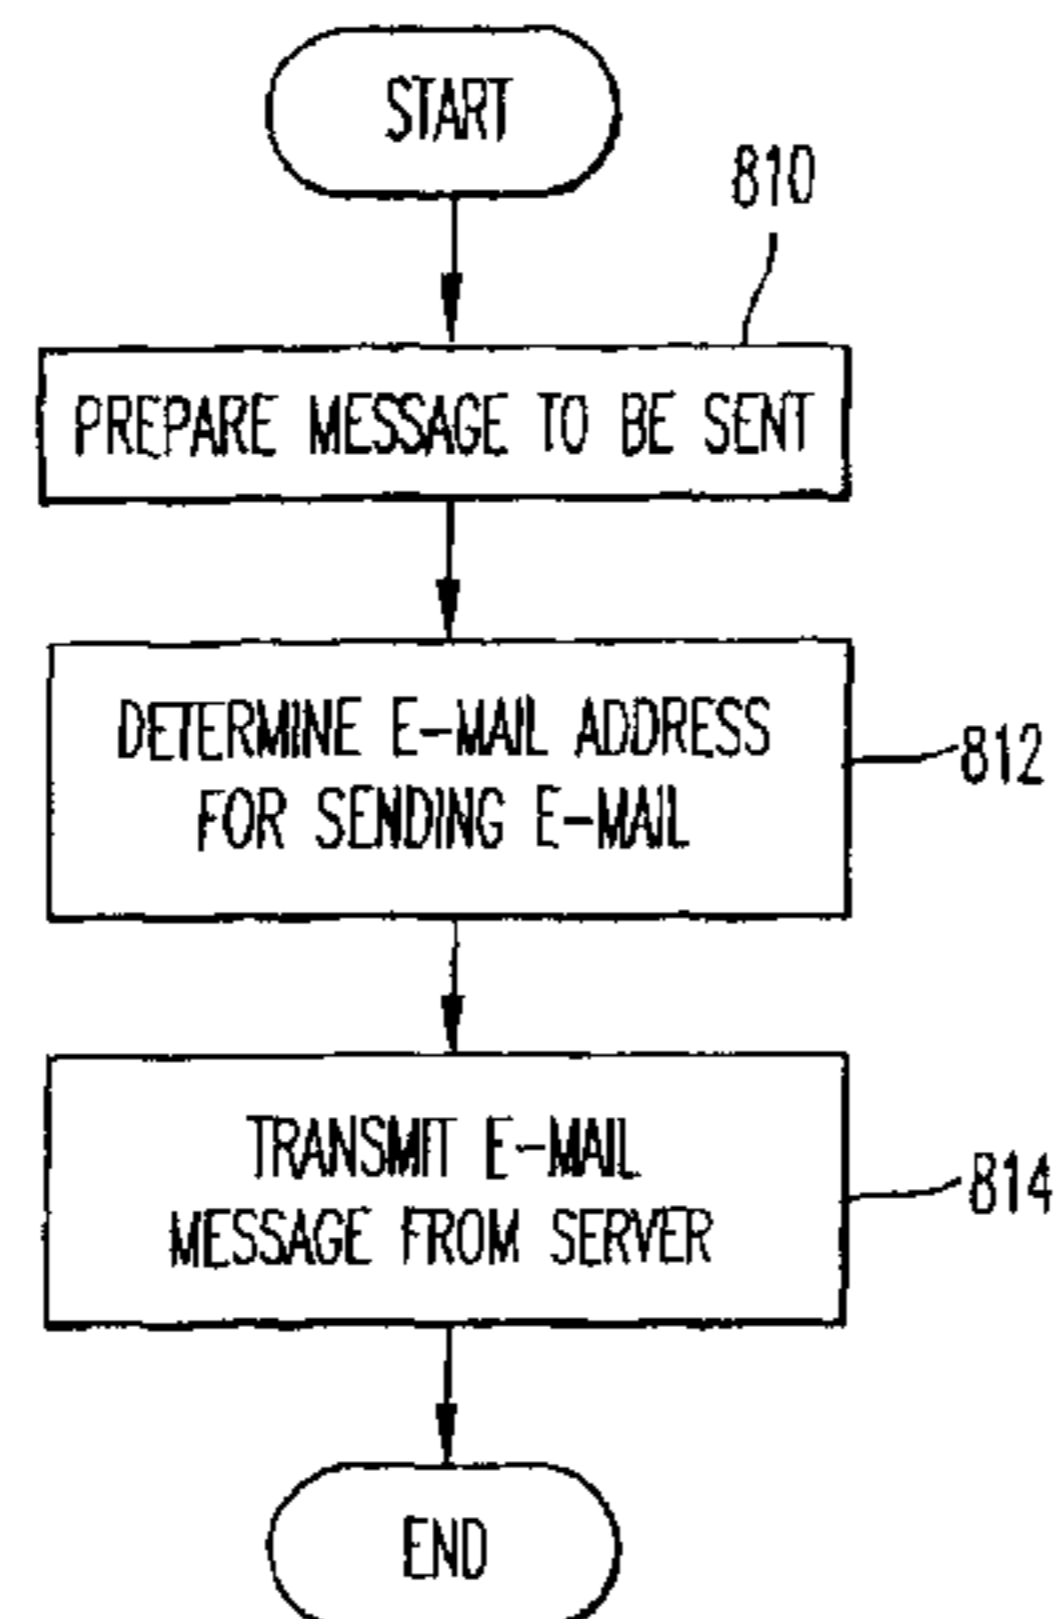 START
810
PREPARE MESSAGE TO BE SENT
DETERMINE E-MAIL ADDRESS
FOR SENDING E-MAIL
812
TRANSMIT E-MAIL
MESSAGE FROM SERVER
814
END